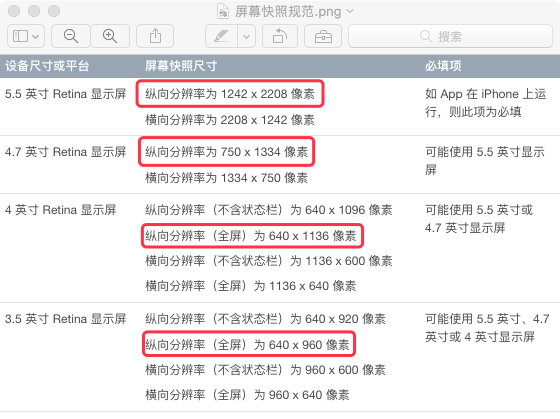 屏幕快照规范.png
搜索
设备尺寸或平台 屏幕快照尺寸 必填项
5.5 英寸 Retina 显示屏 纵向分辨率为 1242 x 2208 像素 如 App 在 iPhone 上运
行，则此项为必填
横向分辨率为 2208 x 1242 像素
4.7 英寸 Retina 显示屏 纵向分辨率为 750 x 1334 像素 可能使用 5.5 英寸显示
屏
横向分辨率为 1334 x 750 像素
4 英寸 Retina 显示屏 纵向分辨率（不含状态栏）为 640 x 1096 像素 可能使用 5.5 英寸或
4.7 英寸显示屏
纵向分辨率（全屏）为 640 x 1136 像素
横向分辨率（不含状态栏）为 1136 x 600 像素
横向分辨率（全屏）为 1136 x 640 像素
3.5 英寸 Retina 显示屏 纵向分辨率（不含状态栏）为 640 x 920 像素 可能使用 5.5 英寸、4.7
英寸或 4 英寸显示屏
纵向分辨率（全屏）为 640 x 960 像素
横向分辨率（不含状态栏）为 960 x 600 像素
横向分辨率（全屏）为 960 x 640 像素